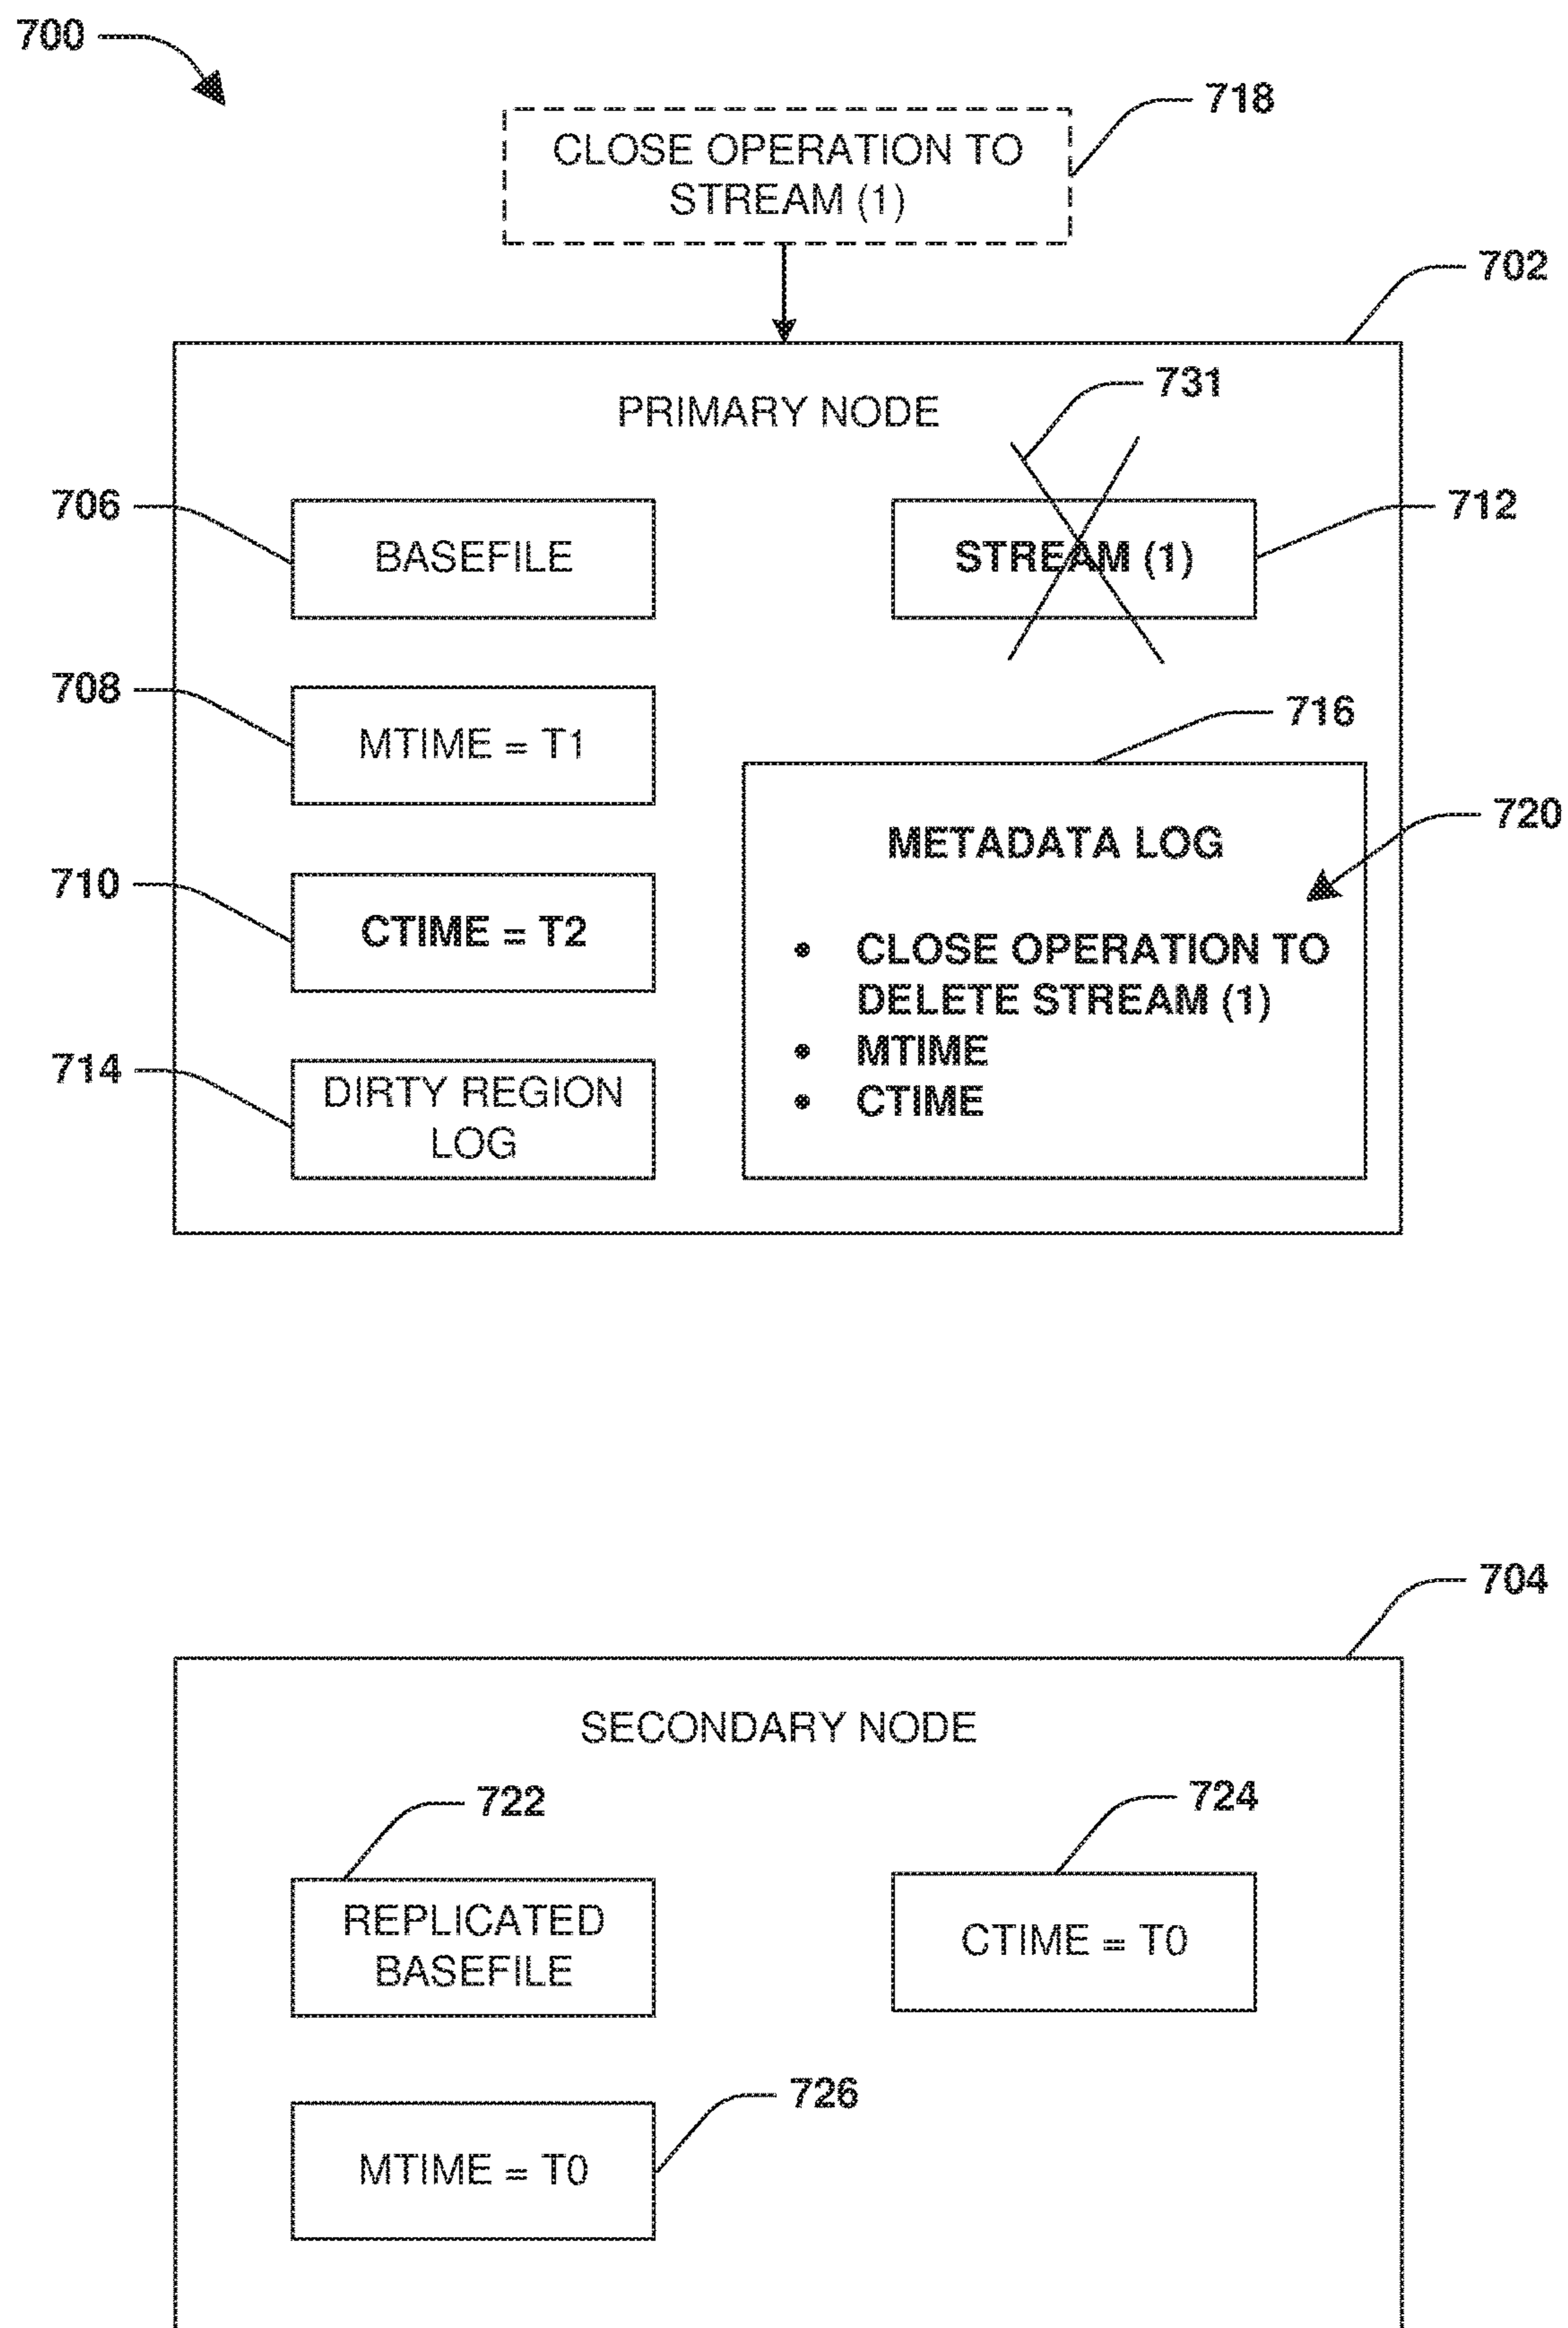 700
718
CLOSE OPERATION TO
STREAM (1)
702
PRIMARY NODE
731
706
BASEFILE
STREAM (1)
712
708
MTIME = T1
716
METADATA LOG
720
710
CTIME = T2
• CLOSE OPERATION TO
DELETE STREAM (1)
• MTIME
• CTIME
714
DIRTY REGION
LOG
704
SECONDARY NODE
722
724
REPLICATED
BASEFILE
CTIME = T0
726
MTIME = T0